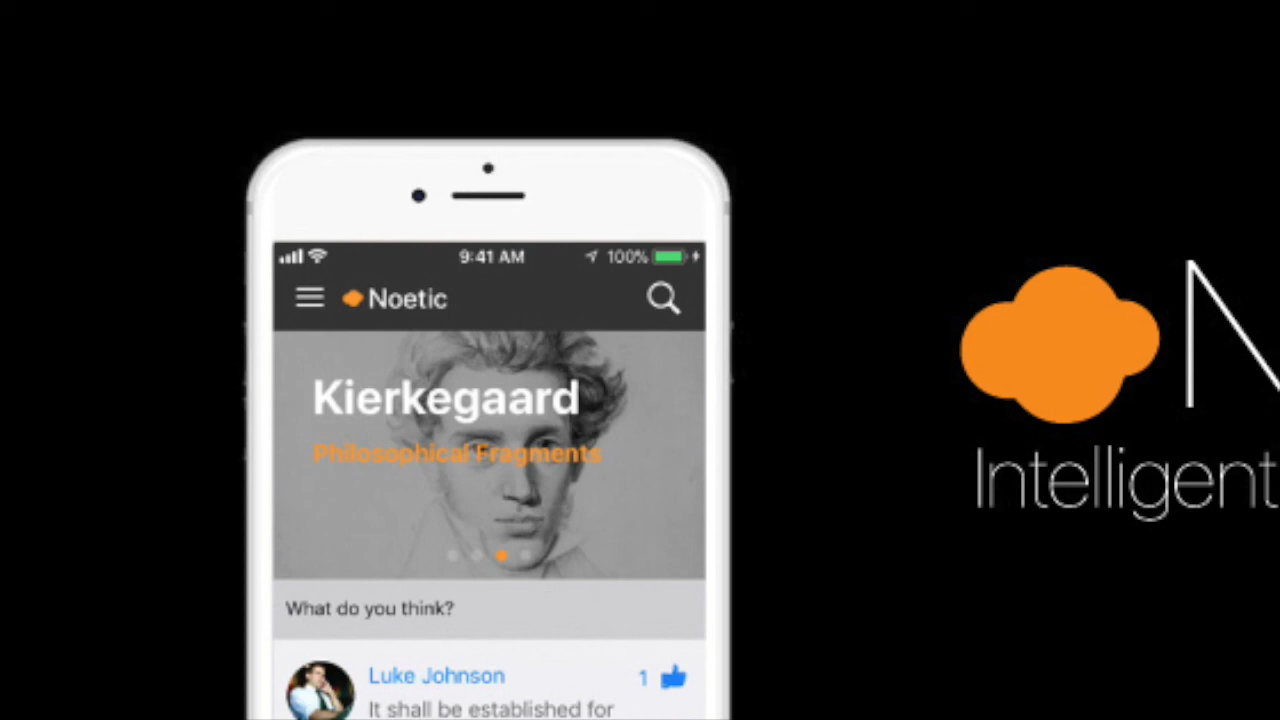 9:41 AM 100%
Noetic
Kierkegaard
Philosophical Fragments
What do you think?
Luke Johnson 1
It shall be established for
N
Intelligent